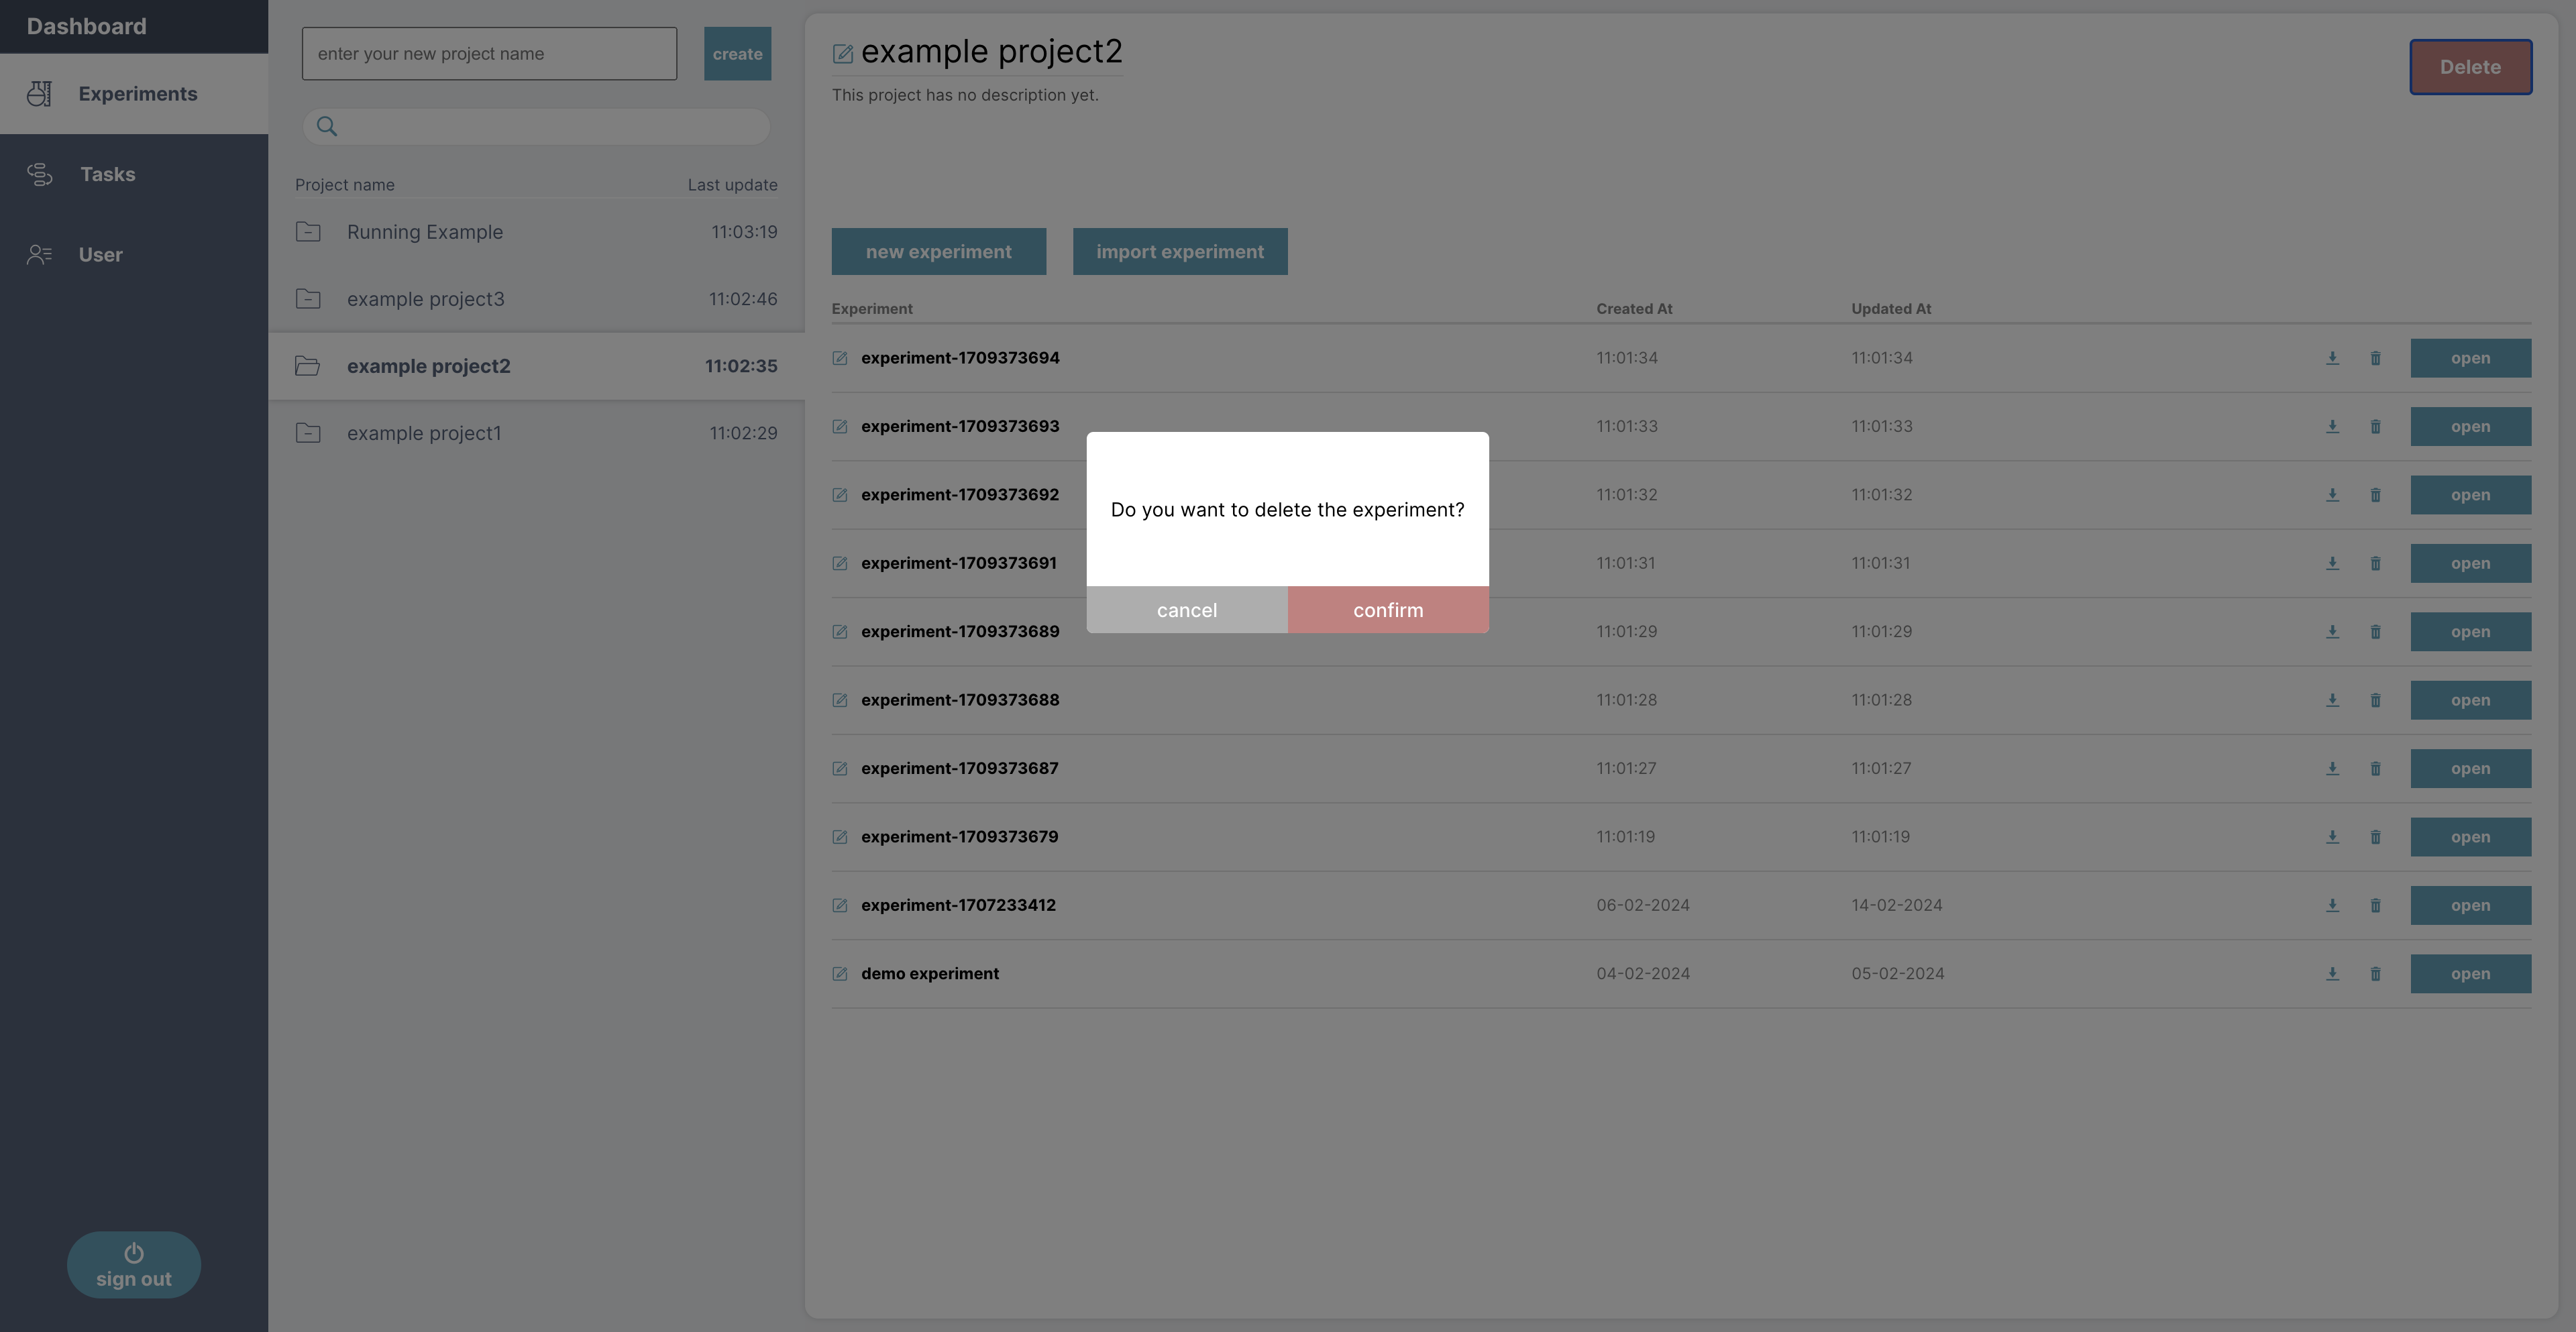 Dashboard
Experiments
Tasks
User
sign out
enter your new project name
create
Project name Last update
Running Example 11:03:19
example project3 11:02:46
example project2 11:02:35
example project1 11:02:29
example project2
Delete
This project has no description yet.
new experiment import experiment
Experiment Created At Updated At
experiment-1709373694 11:01:34 11:01:34 open
experiment-1709373693 11:01:33 11:01:33 open
experiment-1709373692 11:01:32 11:01:32 open
experiment-1709373691 11:01:31 11:01:31 open
experiment-1709373689 11:01:29 11:01:29 open
experiment-1709373688 11:01:28 11:01:28 open
experiment-1709373687 11:01:27 11:01:27 open
experiment-1709373679 11:01:19 11:01:19 open
experiment-1707233412 06-02-2024 14-02-2024 open
demo experiment 04-02-2024 05-02-2024 open
Do you want to delete the experiment?
cancel confirm